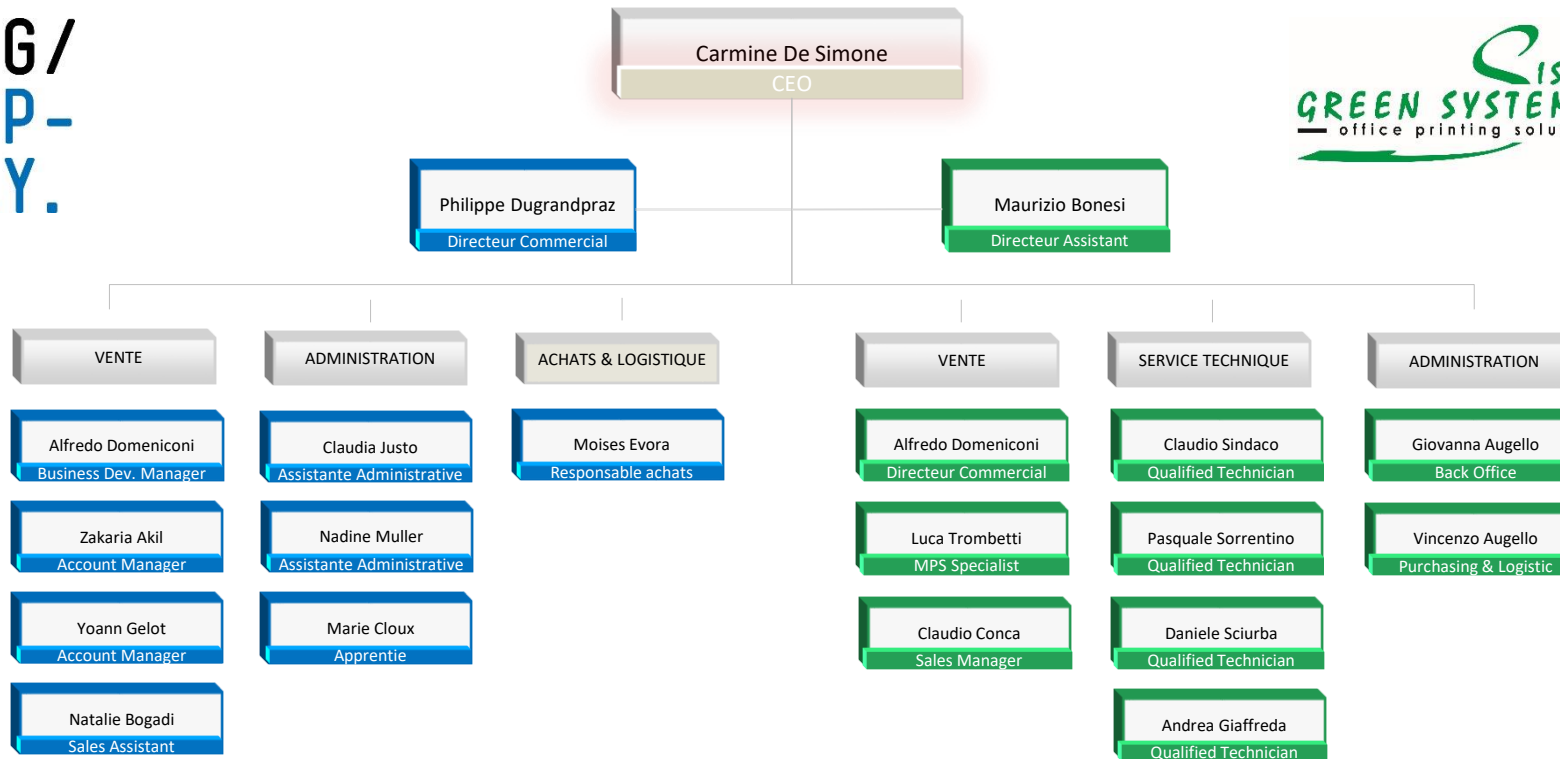 G/
P-
Y.
Carmine De Simone
CEO
GREEN SYSTEM
office printing solu
Philippe Dugrandpraz
Directeur Commercial
Maurizio Bonesi
Directeur Assistant
VENTE
ADMINISTRATION
ACHATS & LOGISTIQUE
VENTE
SERVICE TECHNIQUE
ADMINISTRATION
Alfredo Domeniconi
Business Dev. Manager
Claudia Justo
Assistante Administrative
Moises Evora
Responsable achats
Alfredo Domeniconi
Directeur Commercial
Claudio Sindaco
Qualified Technician
Giovanna Augello
Back Office
Zakaria Akil
Account Manager
Nadine Muller
Assistante Administrative
Luca Trombetti
MPS Specialist
Pasquale Sorrentino
Qualified Technician
Vincenzo Augello
Purchasing & Logistic
Yoann Gelot
Account Manager
Marie Cloux
Apprentie
Claudio Conca
Sales Manager
Daniele Sciurba
Qualified Technician
Natalie Bogadi
Sales Assistant
Andrea Giaffreda
Qualified Technician